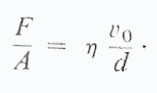 F/A = η v₀/d.